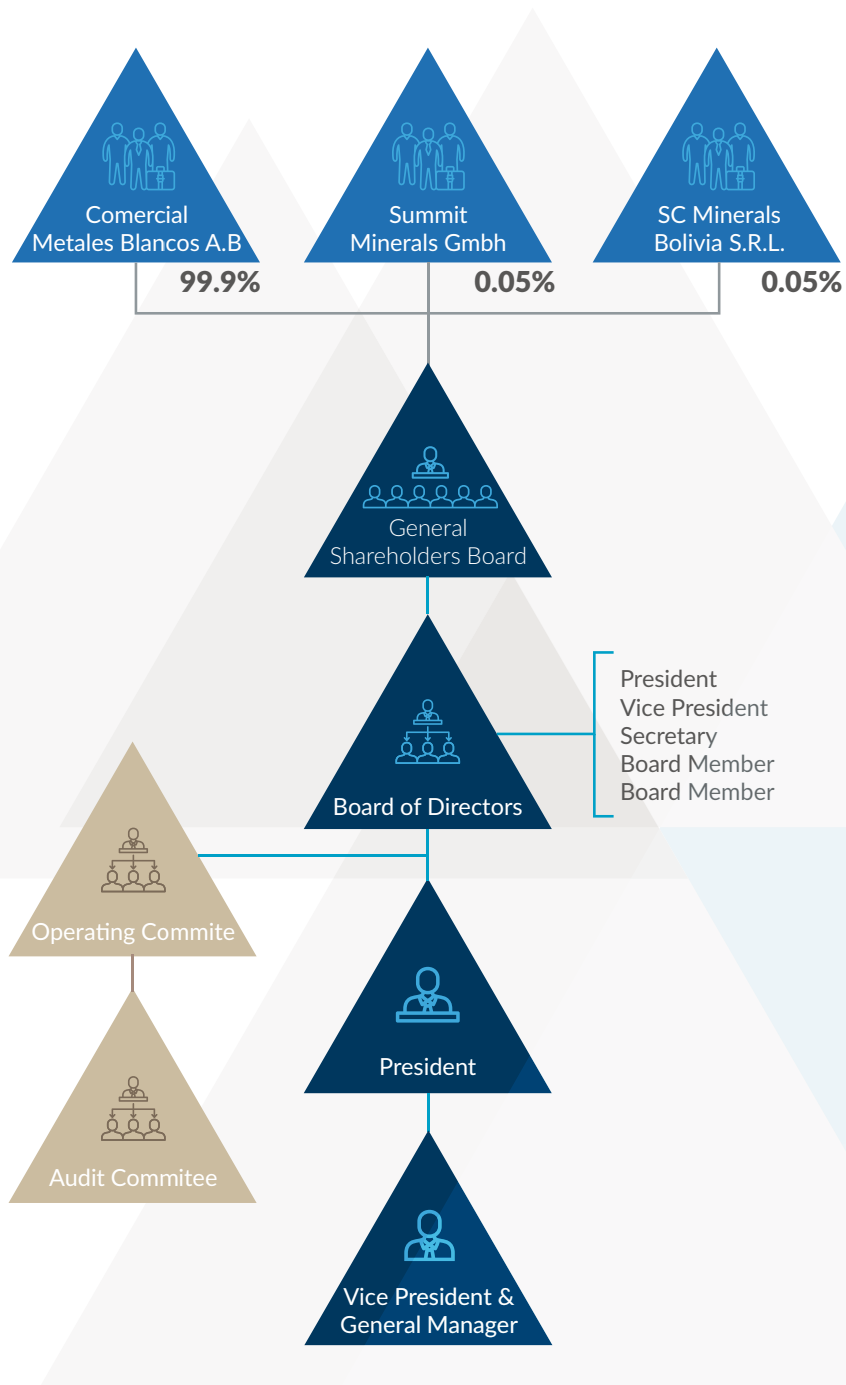 Comercial
Metales Blancos A.B
Summit
Minerals Gmbh
SC Minerals
Bolivia S.R.L.
99.9%
0.05%
0.05%
General
Shareholders Board
Board of Directors
President
Vice President
Secretary
Board Member
Board Member
Operating Commite
President
Audit Commitee
Vice President &
General Manager